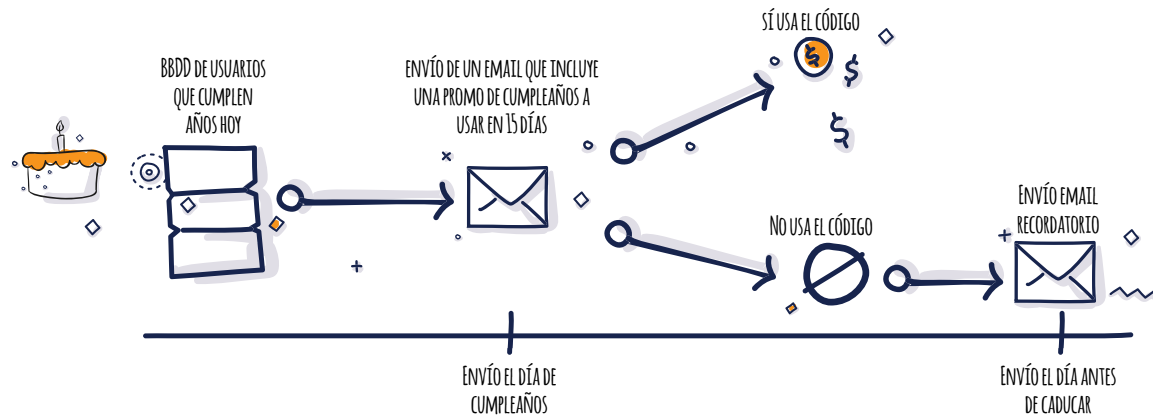 SÍ USA EL CÓDIGO
BBDD DE USUARIOS
QUE CUMPLEN
AÑOS HOY
ENVÍO DE UN EMAIL QUE INCLUYE
UNA PROMO DE CUMPLEAÑOS A
USAR EN 15 DÍAS
$
$
$
NO USA EL CÓDIGO
ENVÍO EMAIL
RECORDATORIO
ENVÍO EL DÍA DE
CUMPLEAÑOS
ENVÍO EL DÍA ANTES
DE CADUCAR